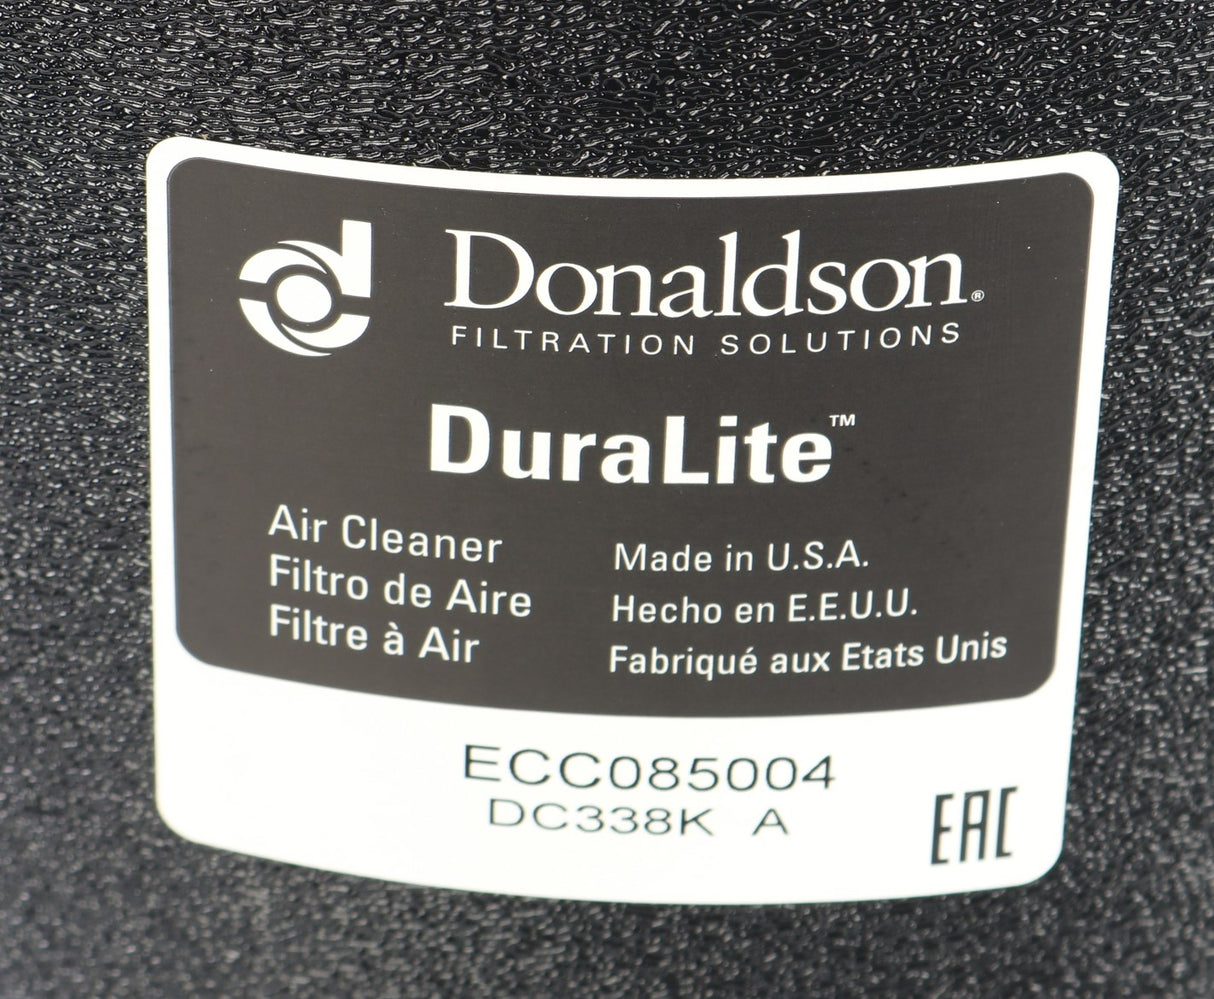 Donaldson®
FILTRATION SOLUTIONS
DuraLite™
Air Cleaner
Filtro de Aire
Filtre à Air
Made in U.S.A.
Hecho en E.E.U.U.
Fabriqué aux Etats Unis
ECC085004
DC338K A
EAC